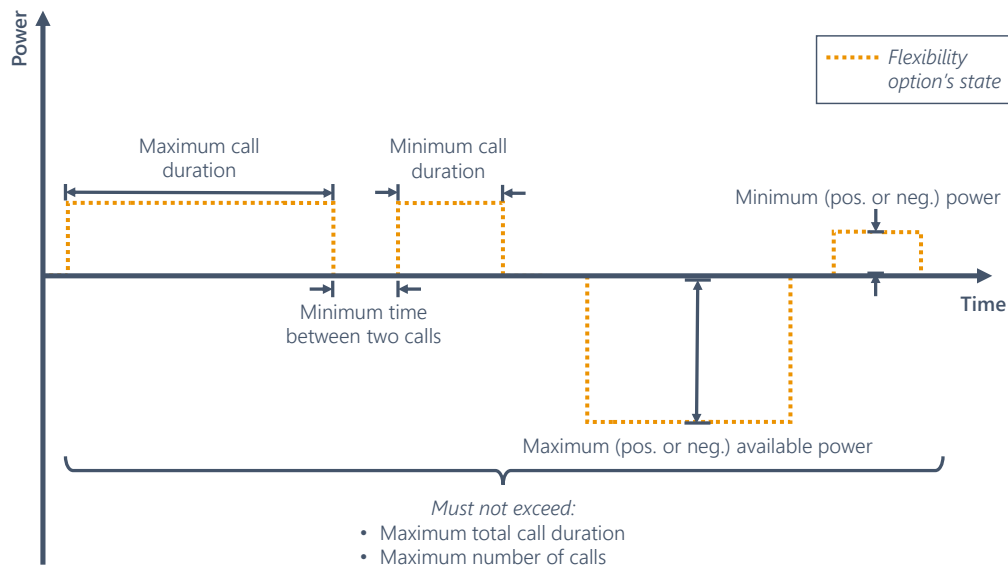 Power
Flexibility
option's state
Maximum call
duration
Minimum call
duration
Minimum (pos. or neg.) power
Time
Minimum time
between two calls
Maximum (pos. or neg.) available power
Must not exceed:
• Maximum total call duration
• Maximum number of calls